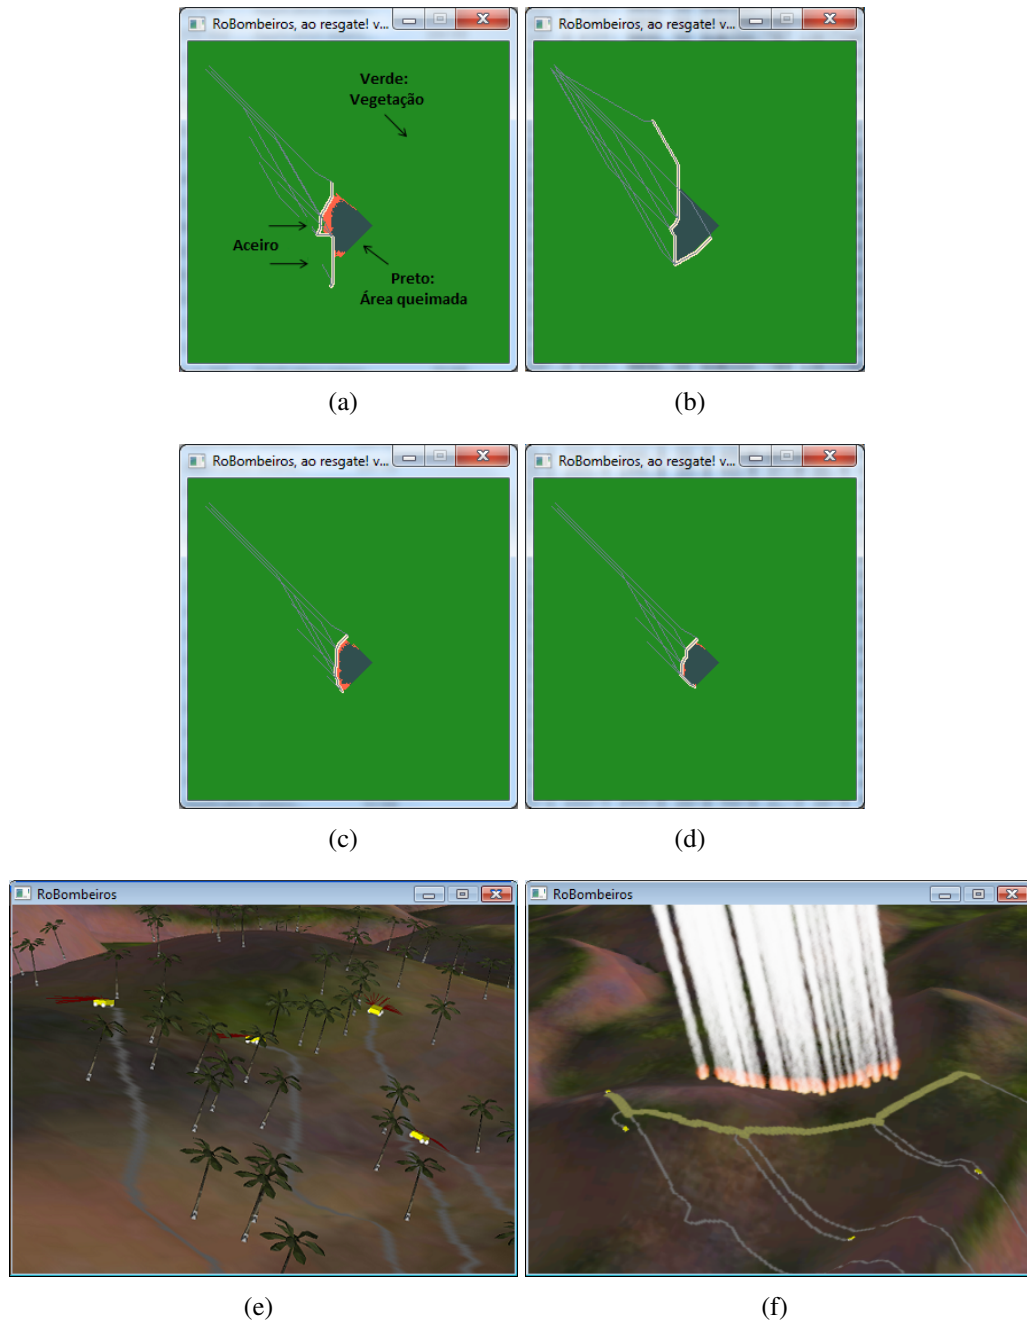 RoBombeiros, ao resgate! v...
RoBombeiros, ao resgate! v...
Verde:
Vegetação
Aceiro
Preto:
Área queimada
(a)
(b)
RoBombeiros, ao resgate! v...
RoBombeiros, ao resgate! v...
(c)
(d)
RoBombeiros
RoBombeiros
(e)
(f)